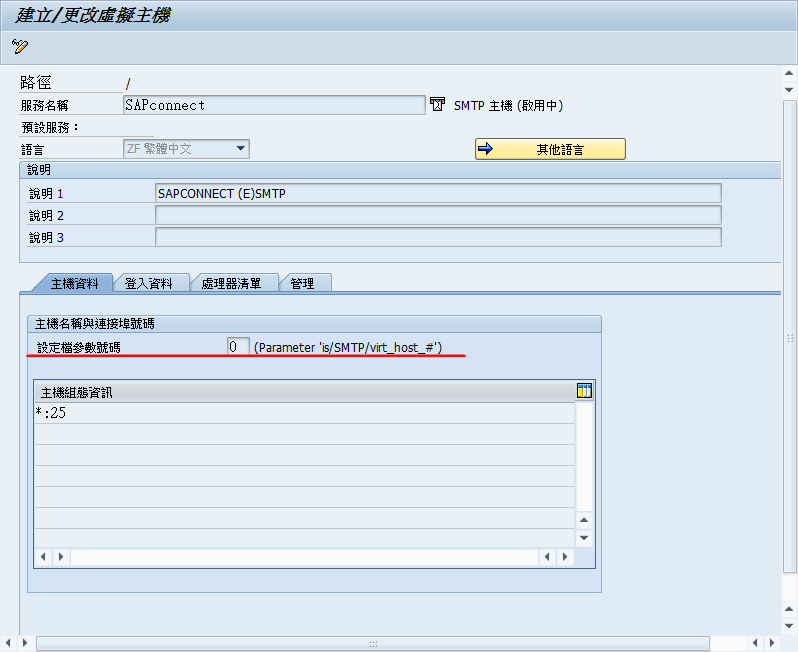 建立/更改虛擬主機
路徑 /
服務名稱 SAPconnect SMTP 主機 (啟用中)
預設服務：
語言 ZF 繁體中文 其他語言
說明
說明 1 SAPCONNECT (E)SMTP
說明 2
說明 3
主機資料 登入資料 處理器清單 管理
主機名稱與連接埠號碼
設定檔參數號碼 0 (Parameter 'is/SMTP/virt_host_#')
主機組態資訊
*:25